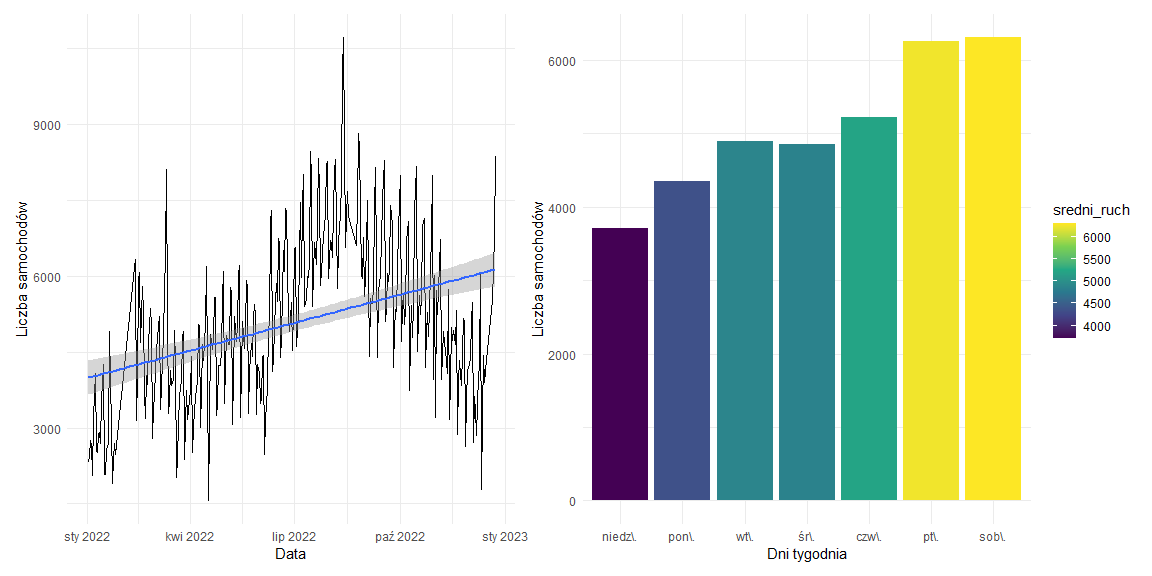 Liczba samochodów
9000
6000
3000
sty 2022
kwi 2022
lip 2022
paź 2022
sty 2023
Data
Liczba samochodów
6000
4000
2000
0
niedz\.
pon\.
wt\.
śr\.
czw\.
pt\.
sob\.
Dni tygodnia
sredni_ruch
6000
5500
5000
4500
4000